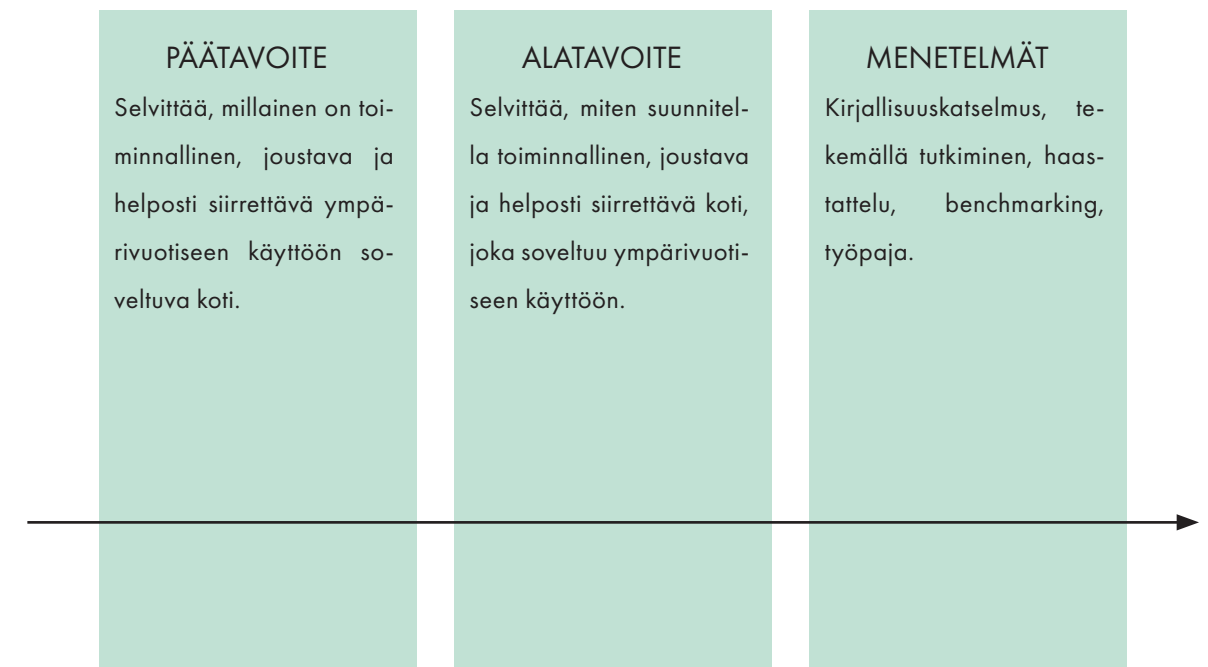 PÄÄTAVOITE
Selvittää, millainen on toi-
minnallinen, joustava ja
helposti siirrettävä ympä-
rivuotiseen käyttöön so-
veltuva koti.
ALATAVOITE
Selvittää, miten suunnitel-
la toiminnallinen, joustava
ja helposti siirrettävä koti,
joka soveltuu ympärivuoti-
seen käyttöön.
MENETELMÄT
Kirjallisuuskatselmus, te-
kemällä tutkiminen, haas-
tattelu, benchmarking,
työpaja.